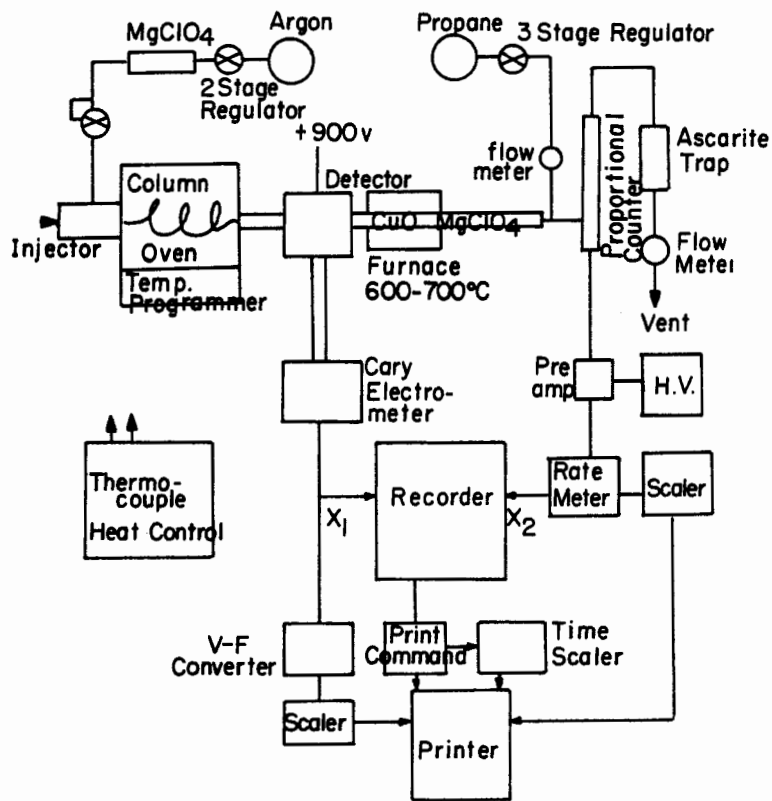 Argon
MgClO4
2 Stage
Regulator
Propane
3 Stage Regulator
+900v
flow
meter
Proportional
Counter
Ascarite
Trap
Column
Detector
CuO
MgClO4
Injector
Oven
Furnace
600-700°C
Flow
Meter
Temp.
Programmer
Vent
Cary
Electro-
meter
Pre
amp
H.V.
Thermo-
couple
Heat Control
Recorder
Rate
Meter
Scaler
X1
X2
V-F
Converter
Print
Command
Time
Scaler
Scaler
Printer